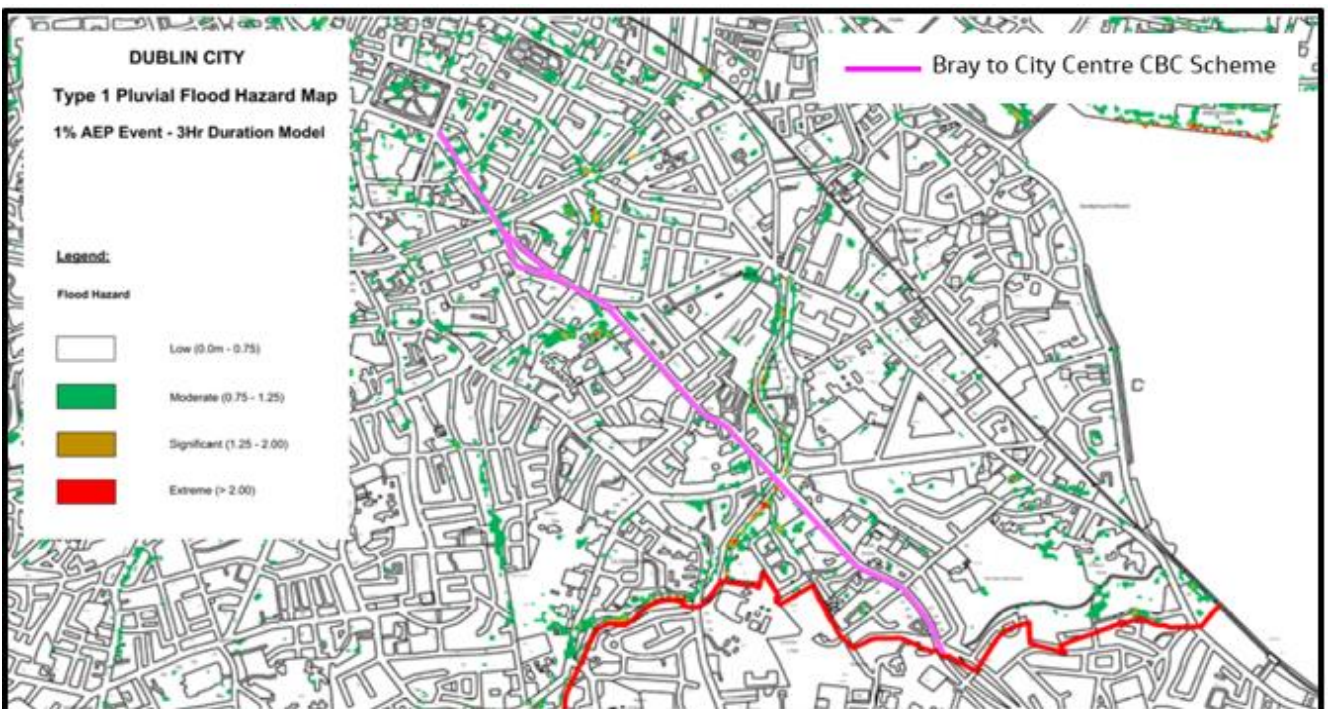 DUBLIN CITY
Type 1 Pluvial Flood Hazard Map
1% AEP Event - 3Hr Duration Model
Legend:
Flood Hazard
Low (0.0m - 0.75)
Moderate (0.75 - 1.25)
Significant (1.25 - 2.00)
Extreme (> 2.00)
Bray to City Centre CBC Scheme